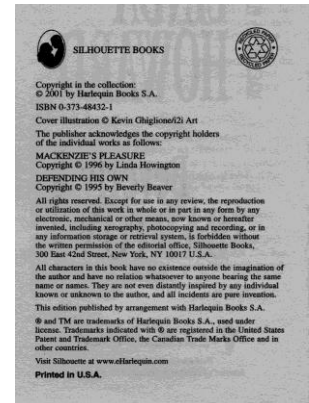 SILHOUETTE BOOKS
Copyright in the collection:
© 2001 by Harlequin Books S.A.
ISBN 0-373-48432-1
Cover illustration © Kevin Ghiglione/i2i Art
The publisher acknowledges the copyright holders
of the individual works as follows:
MACKENZIE'S PLEASURE
Copyright © 1996 by Linda Howington
DEFENDING HIS OWN
Copyright © 1995 by Beverly Beaver
All rights reserved. Except for use in any review, the reproduction
or utilization of this work in whole or in part in any form by any
electronic, mechanical or other means, now known or hereafter
invented, including xerography, photocopying and recording, or in
any information storage or retrieval system, is forbidden without
the written permission of the editorial office, Silhouette Books,
300 East 42nd Street, New York, NY 10017 U.S.A.
All characters in this book have no existence outside the imagination of
the author and have no relation whatsoever to anyone bearing the same
name or names. They are not even distantly inspired by any individual
known or unknown to the author, and all incidents are pure invention.
This edition published by arrangement with Harlequin Books S.A.
® and TM are trademarks of Harlequin Books S.A., used under
license. Trademarks indicated with ® are registered in the United States
Patent and Trademark Office, the Canadian Trade Marks Office and in
other countries.
Visit Silhouette at www.eHarlequin.com
Printed in U.S.A.